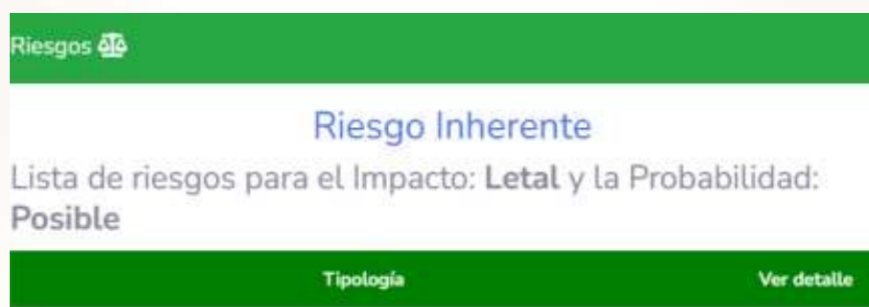 Riesgos
Riesgo Inherente
Lista de riesgos para el Impacto: Letal y la Probabilidad:
Posible
Tipología Ver detalle